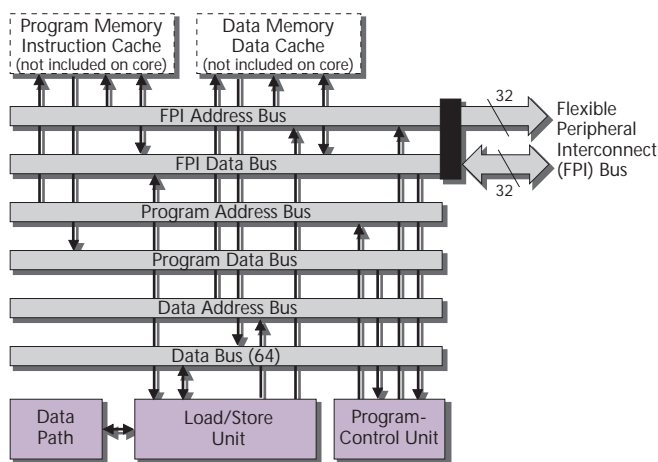 Program Memory
Instruction Cache
(not included on core)
Data Memory
Data Cache
(not included on core)
32
FPI Address Bus
Flexible
Peripheral
Interconnect
(FPI) Bus
FPI Data Bus
32
Program Address Bus
Program Data Bus
Data Address Bus
Data Bus (64)
Data
Path
Load/Store
Unit
Program-
Control Unit